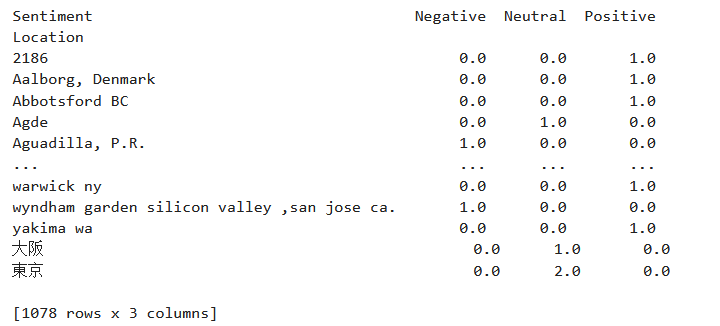 Sentiment Negative Neutral Positive
Location
2186 0.0 0.0 1.0
Aalborg, Denmark 0.0 0.0 1.0
Abbotsford BC 0.0 0.0 1.0
Agde 0.0 1.0 0.0
Aguadilla, P.R. 1.0 0.0 0.0
... ... ... ...
warwick ny 0.0 0.0 1.0
wyndham garden silicon valley ,san jose ca. 1.0 0.0 0.0
yakima wa 0.0 0.0 1.0
大阪 0.0 1.0 0.0
東京 0.0 2.0 0.0
[1078 rows x 3 columns]